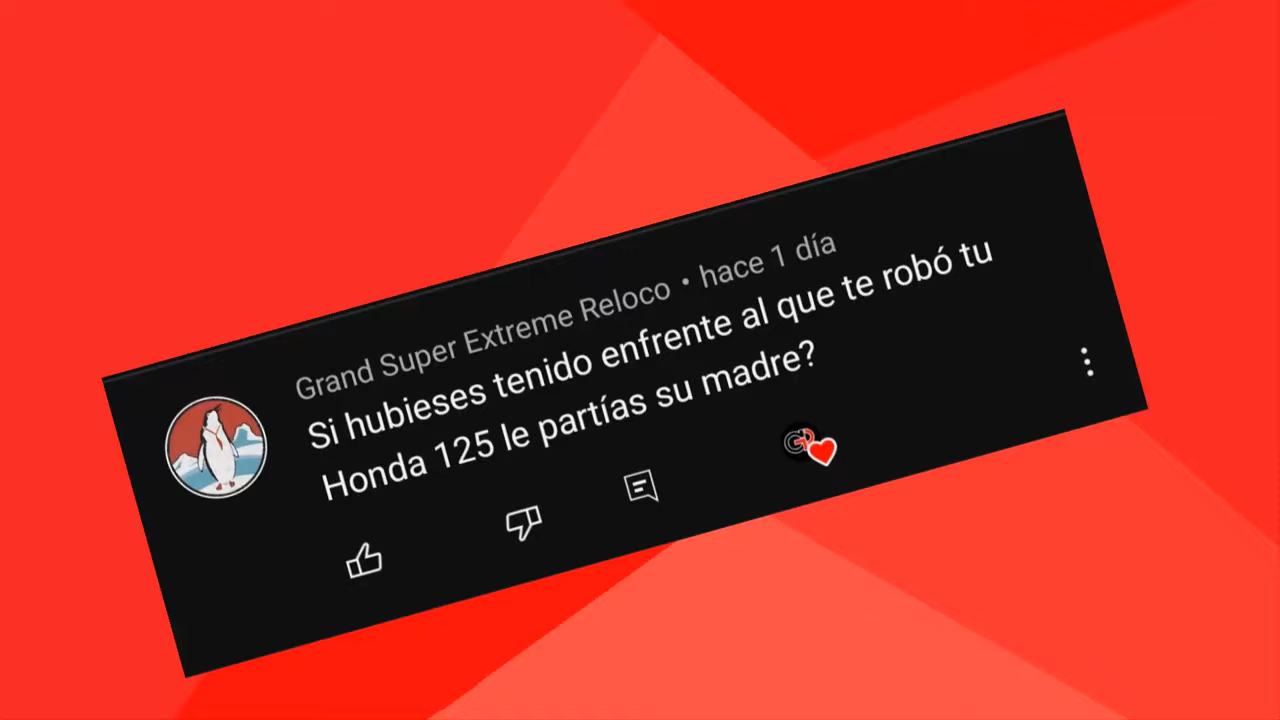 Grand Super Extreme Reloco • hace 1 día
Si hubieses tenido enfrente al que te robó tu
Honda 125 le partías su madre?